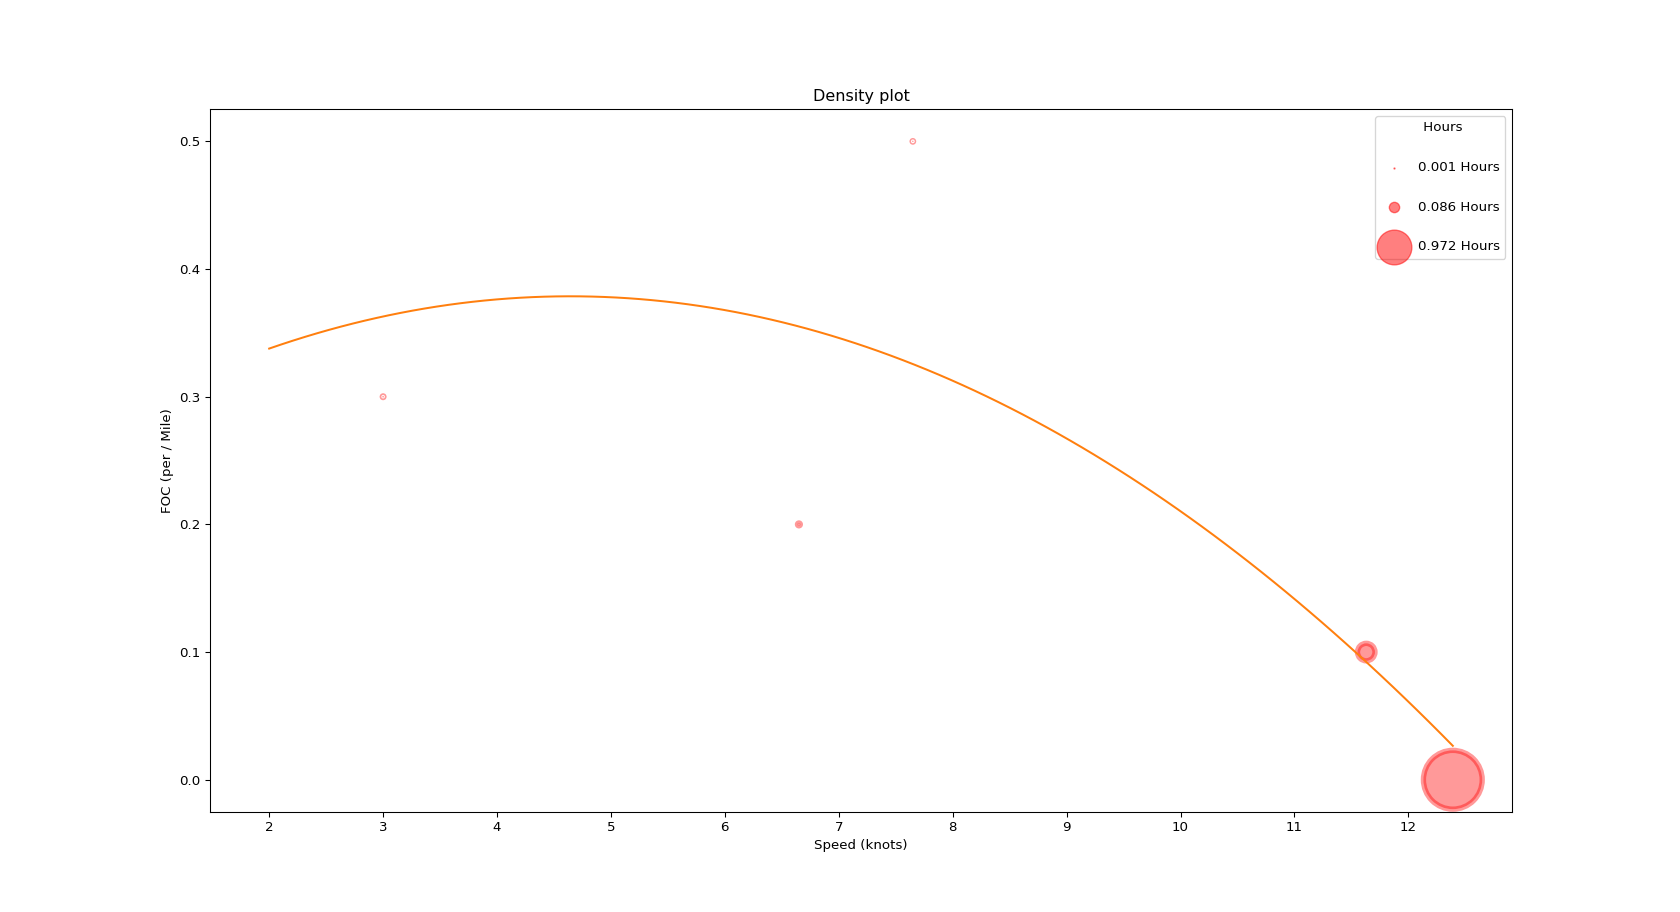 Density plot
Hours
0.001 Hours
0.086 Hours
0.972 Hours
0.5
0.4
0.3
0.2
0.1
0.0
FOC (per / Mile)
2 3 4 5 6 7 8 9 10 11 12
Speed (knots)